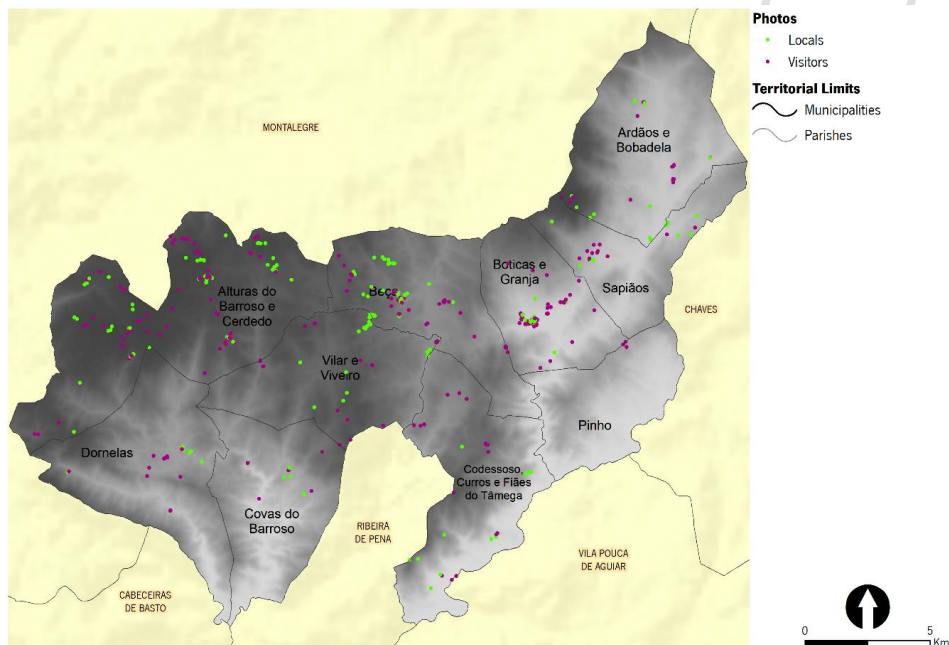 Photos
Locals
Visitors
Territorial Limits
Municipalities
Parishes
MONTALEGRE
Ardãos e
Bobadela
Boticas e
Granja
Sapiãos
CHAVES
Alturas do
Barroso e
Cerdedo
Beça
Vilar e
Viveiro
Pinho
Dornelas
Codessoso,
Curros e Fiães
do Tâmega
Covas do
Barroso
RIBEIRA
DE PENA
VILA POUCA
DE AGUIAR
CABECEIRAS
DE BASTO
0
5
Km